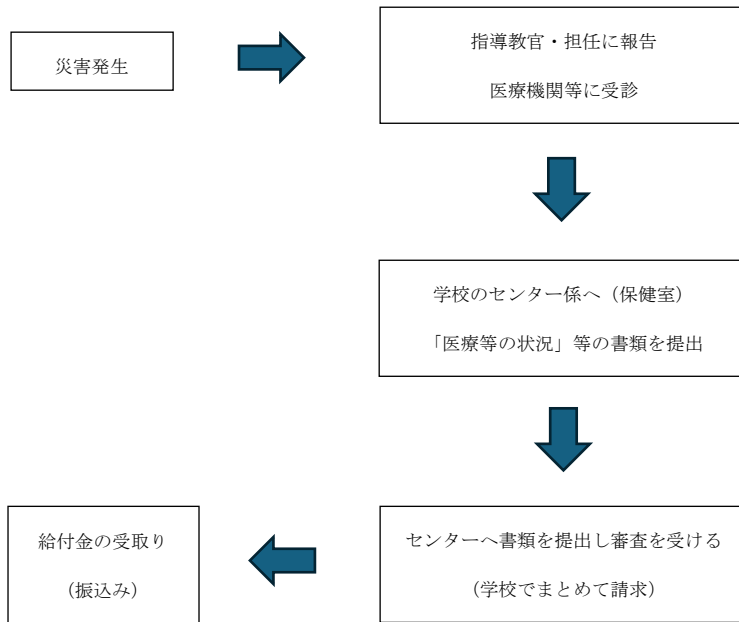 災害発生
指導教官・担任に報告
医療機関等に受診
学校のセンター係へ（保健室）
「医療等の状況」等の書類を提出
センターへ書類を提出し審査を受ける
（学校でまとめて請求）
給付金の受取り
（振込み）